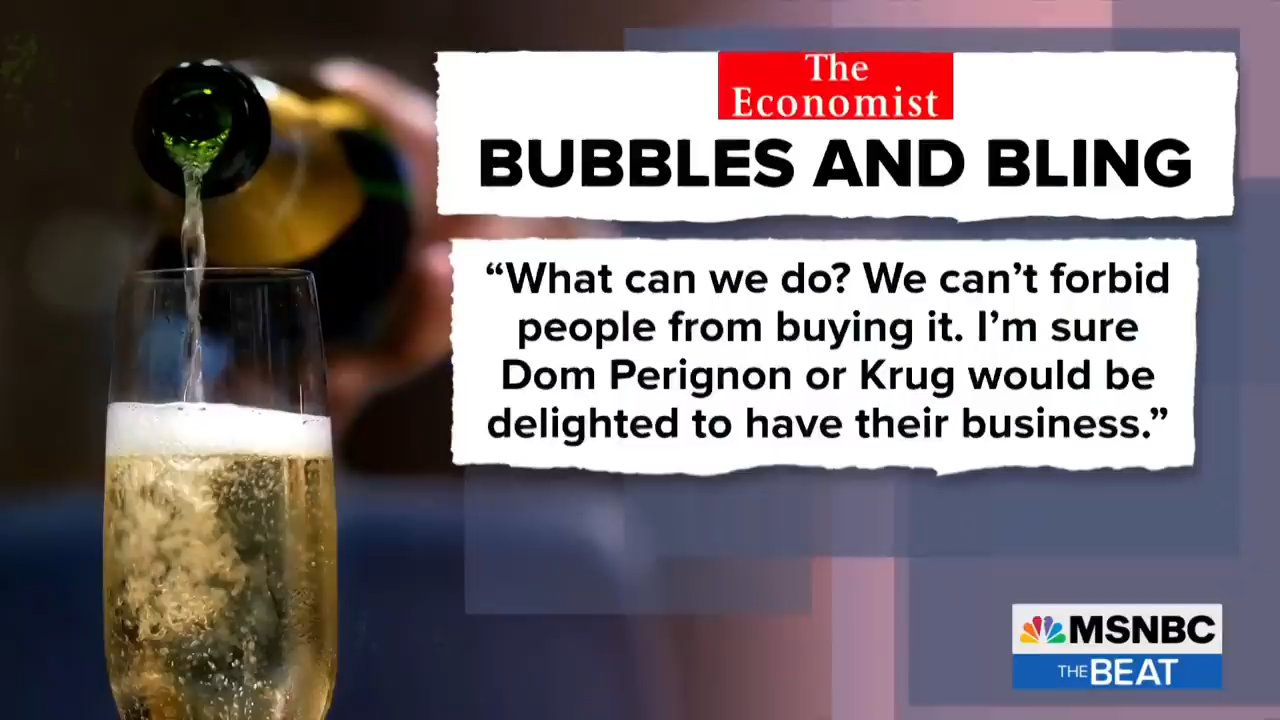 The
Economist
BUBBLES AND BLING
“What can we do? We can’t forbid
people from buying it. I’m sure
Dom Perignon or Krug would be
delighted to have their business.”
MSNBC
THE BEAT